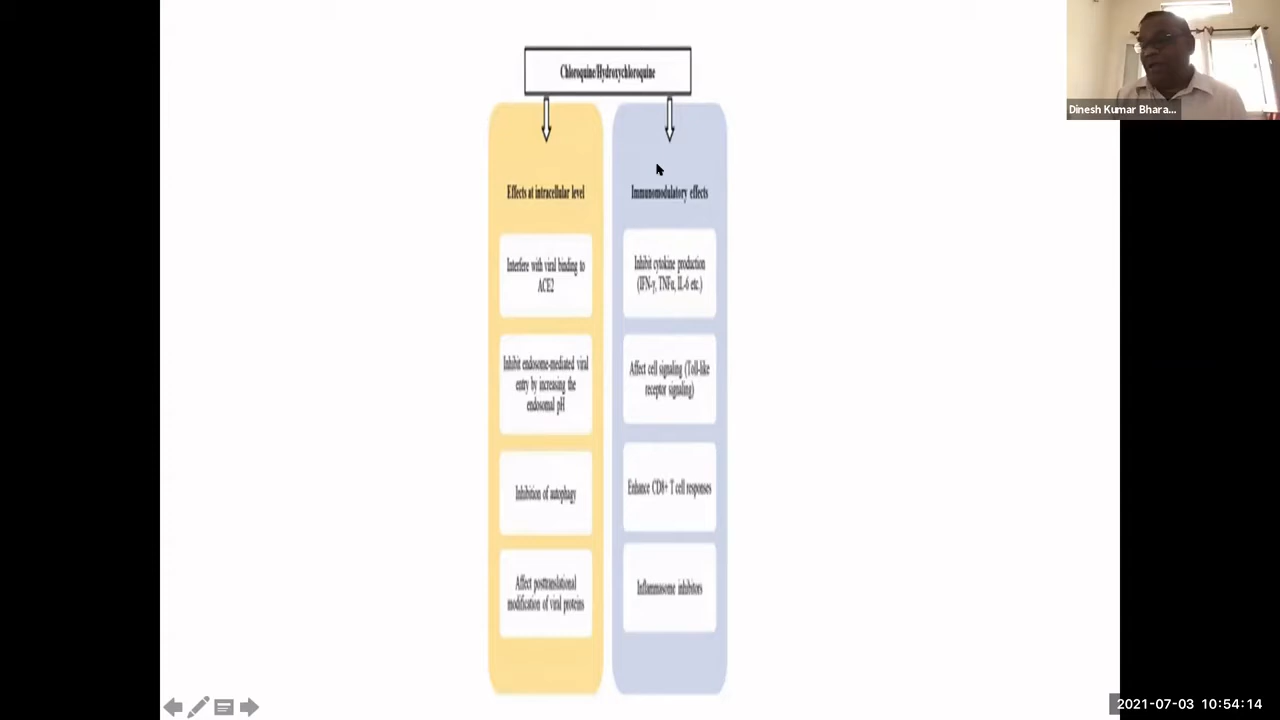 Chloroquine/Hydroxychloroquine
Effects at intracellular level
Interfere with viral binding to
ACE2
Inhibit endosome-mediated viral
entry by increasing the
endosomal pH
Inhibition of autophagy
Affect posttranslational
modification of viral proteins
Immunomodulatory effects
Inhibit cytokine production
(IFN-γ, TNFα, IL-6 etc.)
Affect cell signaling (Toll-like
receptor signaling)
Enhance CD8+ T cell responses
Inflammasome inhibitors
Dinesh Kumar Bhara...
2021-07-03 10:54:14